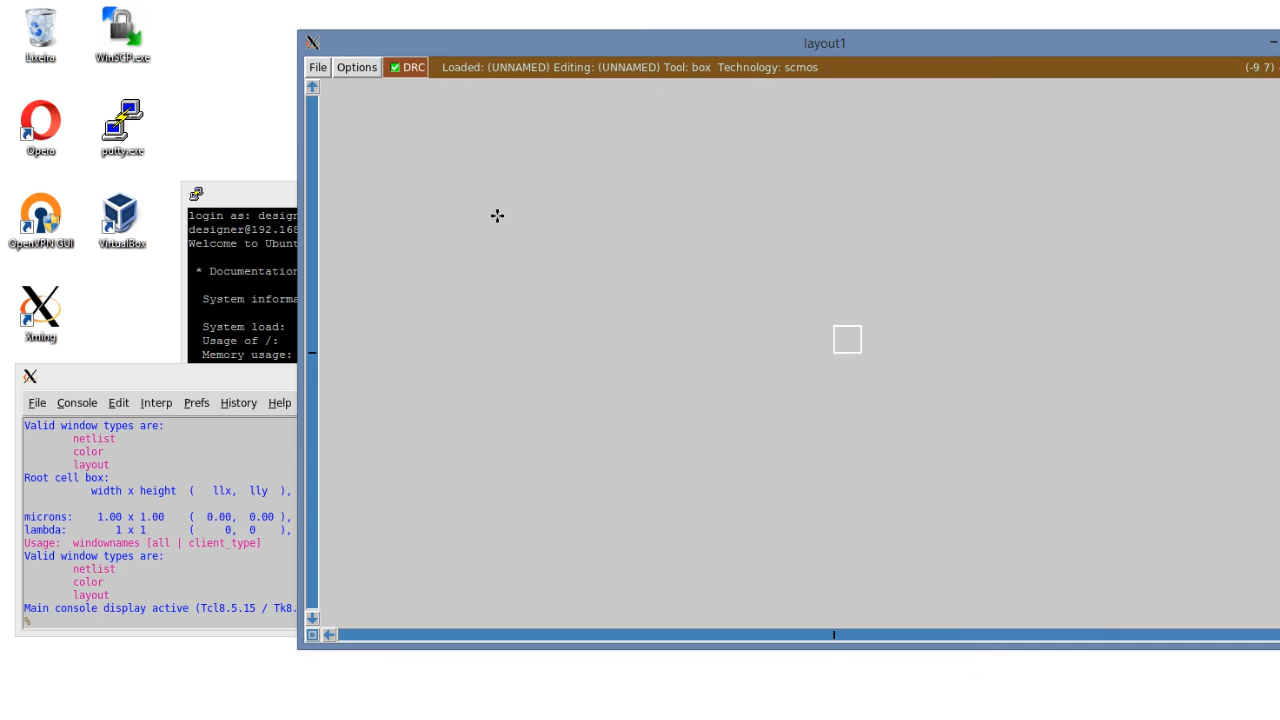 Lixeira
WinSCP.exe
Opera
putty.exe
OpenVPN GUI
VirtualBox
Xming
login as: design
designer@192.168
Welcome to Ubunt
* Documentation
System informa
System load:
Usage of /:
Memory usage:
File Console Edit Interp Prefs History Help
Valid window types are:
netlist
color
layout
Root cell box:
width x height ( llx, lly ),
microns: 1.00 x 1.00 ( 0.00, 0.00 ),
lambda: 1 x 1 ( 0, 0 ),
Usage: windownames [all | client_type]
Valid window types are:
netlist
color
layout
Main console display active (Tcl8.5.15 / Tk8.
%
layout1
File Options DRC Loaded: (UNNAMED) Editing: (UNNAMED) Tool: box Technology: scmos (-9 7)